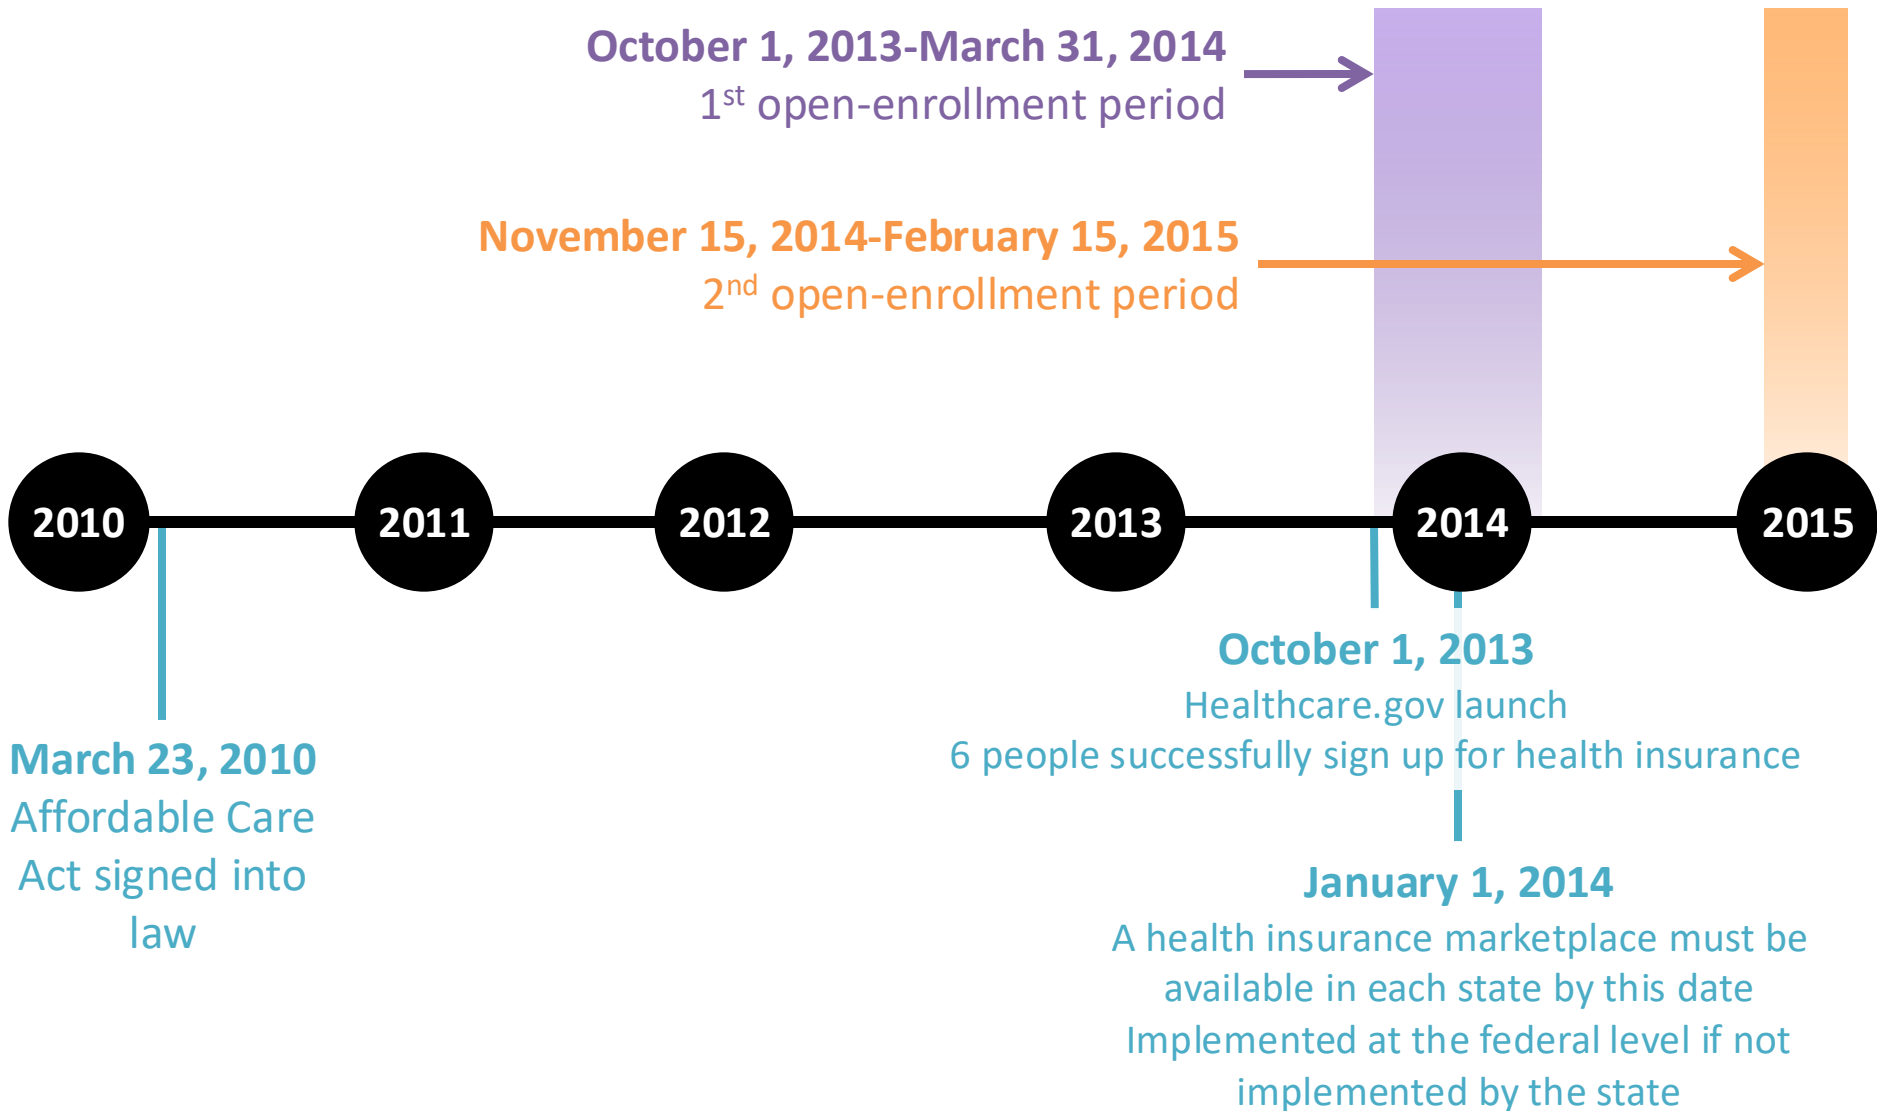 October 1, 2013-March 31, 2014
1st open-enrollment period
November 15, 2014-February 15, 2015
2nd open-enrollment period
2010
2011
2012
2013
2014
2015
October 1, 2013
Healthcare.gov launch
6 people successfully sign up for health insurance
March 23, 2010
Affordable Care
Act signed into
law
January 1, 2014
A health insurance marketplace must be
available in each state by this date
Implemented at the federal level if not
implemented by the state